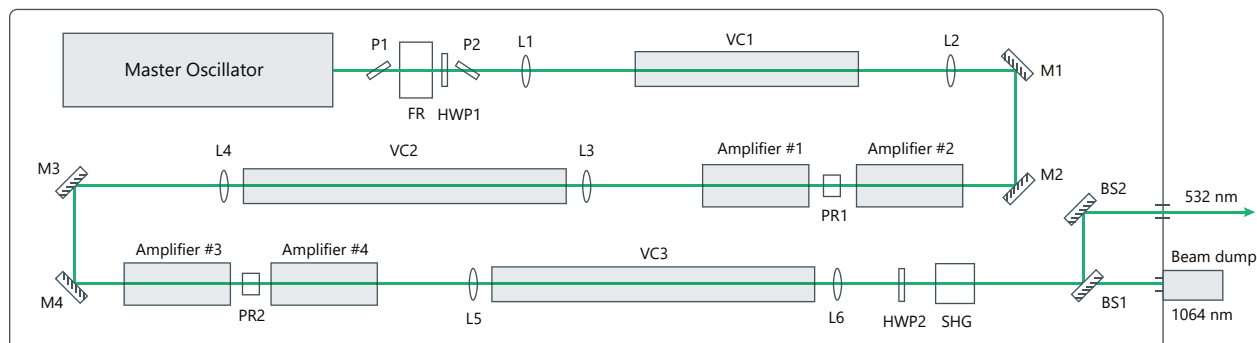 Master Oscillator
P1
FR
HWP1
P2
L1
VC1
L2
M1
M3
L4
VC2
L3
Amplifier #1
PR1
Amplifier #2
M2
BS2
532 nm
M4
Amplifier #3
PR2
Amplifier #4
L5
VC3
L6
HWP2
SHG
BS1
Beam dump
1064 nm